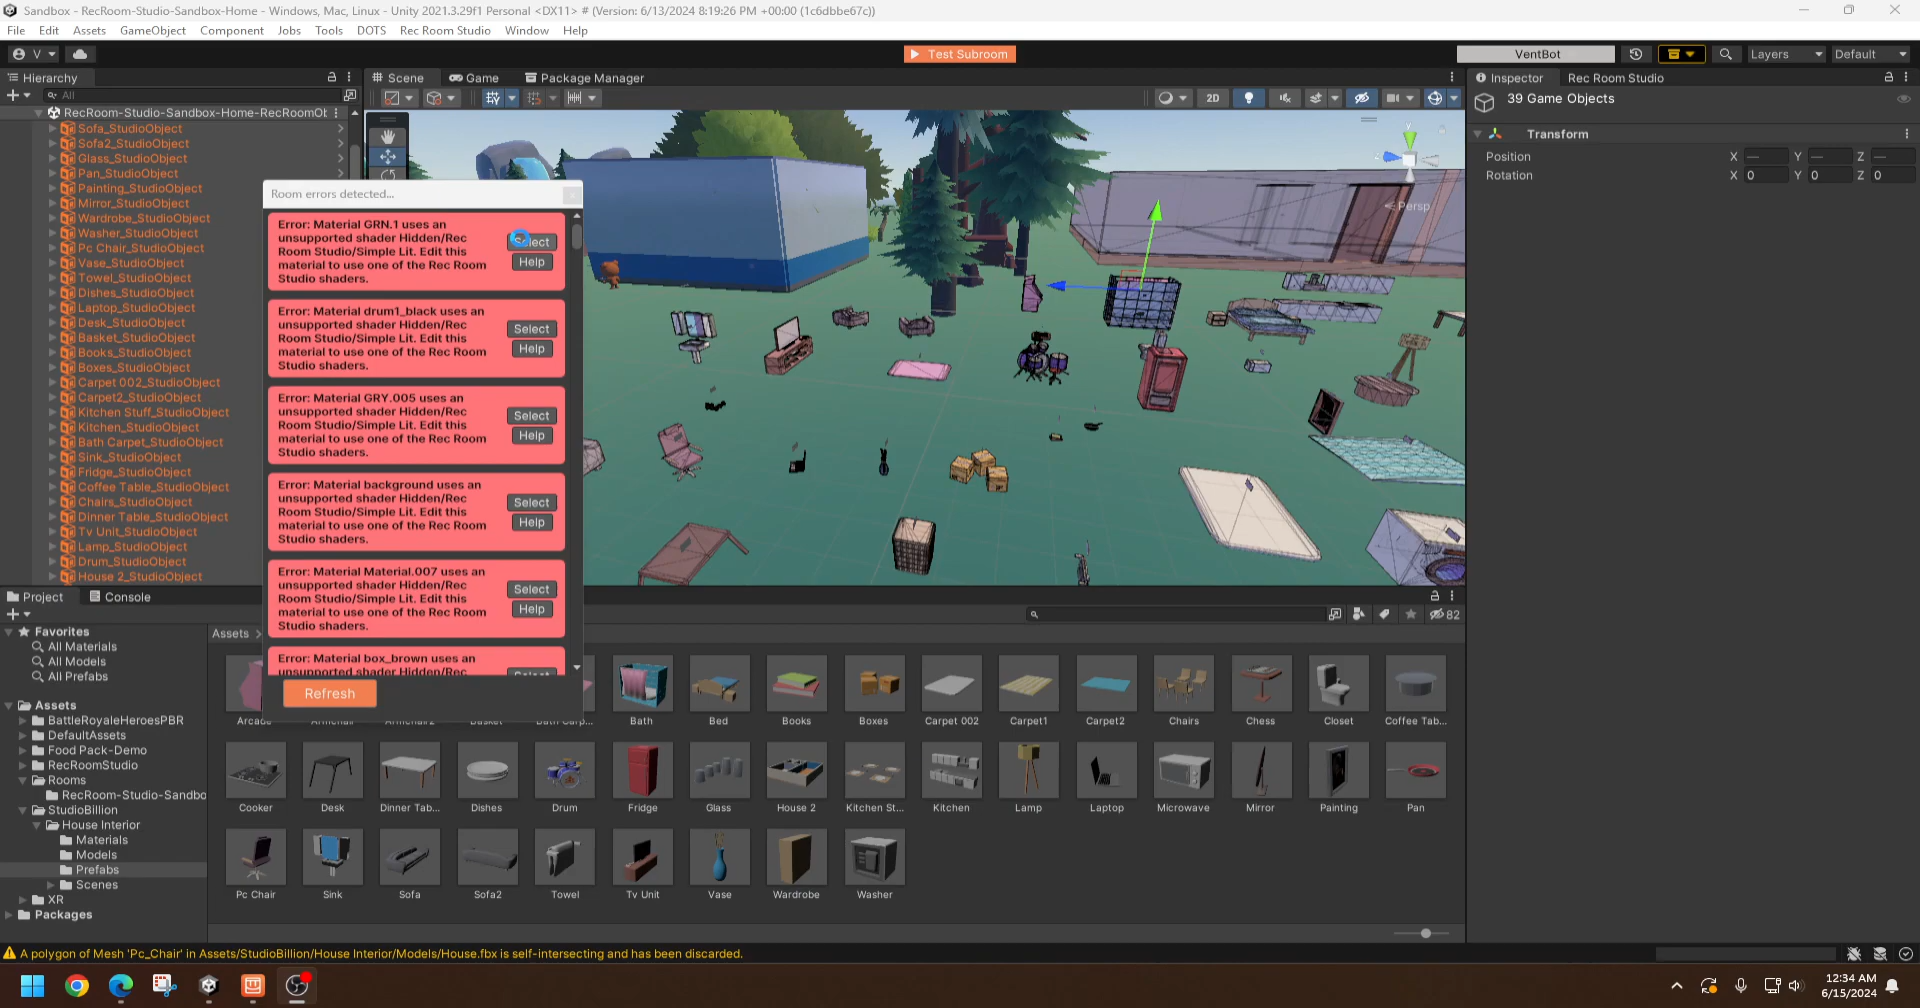 Sandbox - RecRoom-Studio-Sandbox-Home - Windows, Mac, Linux - Unity 2021.3.29f1 Personal <DX11> # (Version: 6/13/2024 8:19:26 PM +00:00 (1c6dbbe67c))
File Edit Assets GameObject Component Jobs Tools DOTS Rec Room Studio Window Help
V Test Subroom VentBot Layers Default
Hierarchy Scene Game Package Manager Inspector Rec Room Studio
All 2D
39 Game Objects
RecRoom-Studio-Sandbox-Home-RecRoomOt
Sofa_StudioObject
Sofa2_StudioObject
Glass_StudioObject
Pan_StudioObject
Painting_StudioObject
Mirror_StudioObject
Wardrobe_StudioObject
Washer_StudioObject
Pc Chair_StudioObject
Vase_StudioObject
Towel_StudioObject
Dishes_StudioObject
Laptop_StudioObject
Desk_StudioObject
Basket_StudioObject
Books_StudioObject
Boxes_StudioObject
Carpet 002_StudioObject
Carpet2_StudioObject
Kitchen Stuff_StudioObject
Kitchen_StudioObject
Bath Carpet_StudioObject
Sink_StudioObject
Fridge_StudioObject
Coffee Table_StudioObject
Chairs_StudioObject
Dinner Table_StudioObject
Tv Unit_StudioObject
Lamp_StudioObject
Drum_StudioObject
House 2_StudioObject
Room errors detected...
Error: Material GRN.1 uses an
unsupported shader Hidden/Rec
Room Studio/Simple Lit. Edit this
material to use one of the Rec Room
Studio shaders.
Help
Error: Material drum1_black uses an
unsupported shader Hidden/Rec
Room Studio/Simple Lit. Edit this
material to use one of the Rec Room
Studio shaders.
Select
Help
Error: Material GRY.005 uses an
unsupported shader Hidden/Rec
Room Studio/Simple Lit. Edit this
material to use one of the Rec Room
Studio shaders.
Select
Help
Error: Material background uses an
unsupported shader Hidden/Rec
Room Studio/Simple Lit. Edit this
material to use one of the Rec Room
Studio shaders.
Select
Help
Error: Material Material.007 uses an
unsupported shader Hidden/Rec
Room Studio/Simple Lit. Edit this
material to use one of the Rec Room
Studio shaders.
Select
Help
Error: Material box_brown uses an
unsupported shader Hidden/Rec
Refresh
Persp
Transform
Position X — Y — Z —
Rotation X 0 Y 0 Z 0
Project Console
82
Favorites
All Materials
All Models
All Prefabs
Assets
BattleRoyaleHeroesPBR
DefaultAssets
Food Pack-Demo
RecRoomStudio
Rooms
RecRoom-Studio-Sandbo
StudioBillion
House Interior
Materials
Models
Prefabs
Scenes
XR
Packages
Assets >
Arcade Armchair Armchair2 Basket Bath Carp... Bath Bed Books Boxes Carpet 002 Carpet1 Carpet2 Chairs Chess Closet Coffee Tab...
Cooker Desk Dinner Tab... Dishes Drum Fridge Glass House 2 Kitchen St... Kitchen Lamp Laptop Microwave Mirror Painting Pan
Pc Chair Sink Sofa Sofa2 Towel Tv Unit Vase Wardrobe Washer
A polygon of Mesh 'Pc_Chair' in Assets/StudioBillion/House Interior/Models/House.fbx is self-intersecting and has been discarded.
12:34 AM
6/15/2024